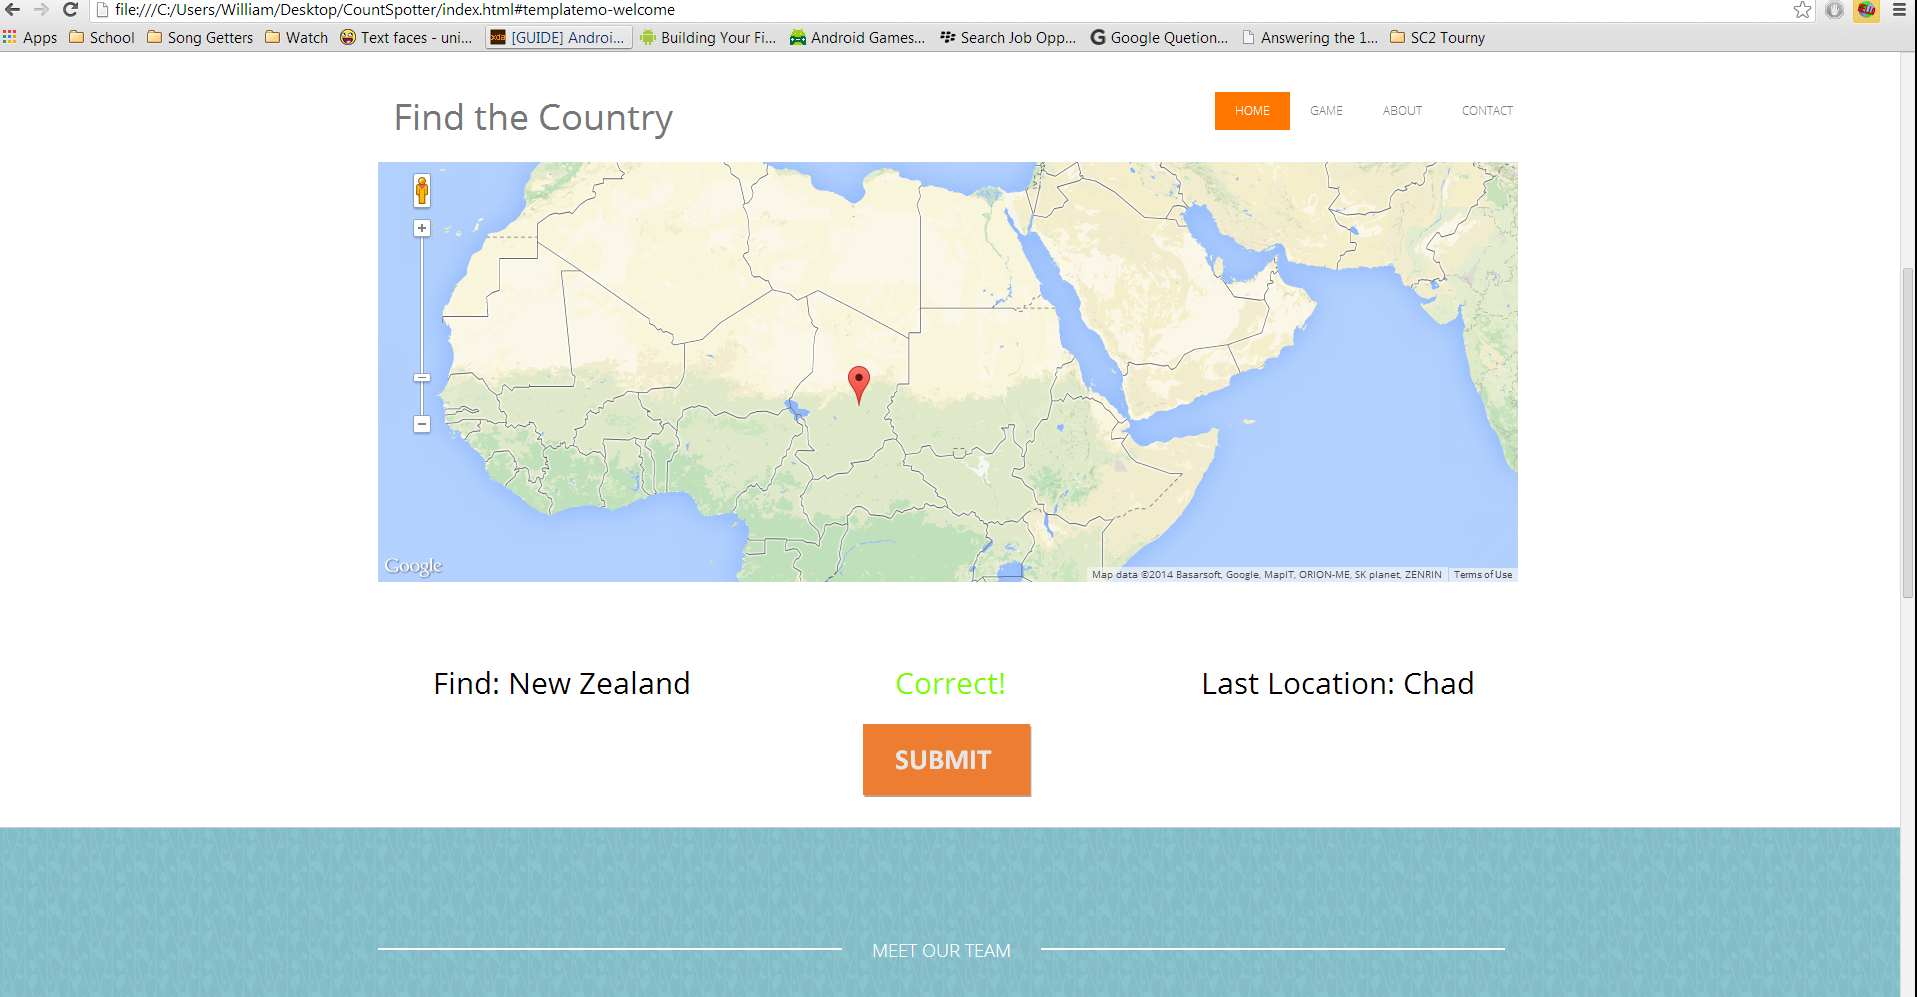 file:///C:/Users/William/Desktop/CountSpotter/index.html#templatemo-welcome
Apps School Song Getters Watch Text faces - uni... [GUIDE] Androi... Building Your Fi... Android Games... Search Job Opp... Google Quetion... Answering the 1... SC2 Tourny
Find the Country
HOME GAME ABOUT CONTACT
Google
Map data ©2014 Basarsoft, Google, MapIT, ORION-ME, SK planet, ZENRIN Terms of Use
Find: New Zealand Correct! Last Location: Chad
SUBMIT
MEET OUR TEAM